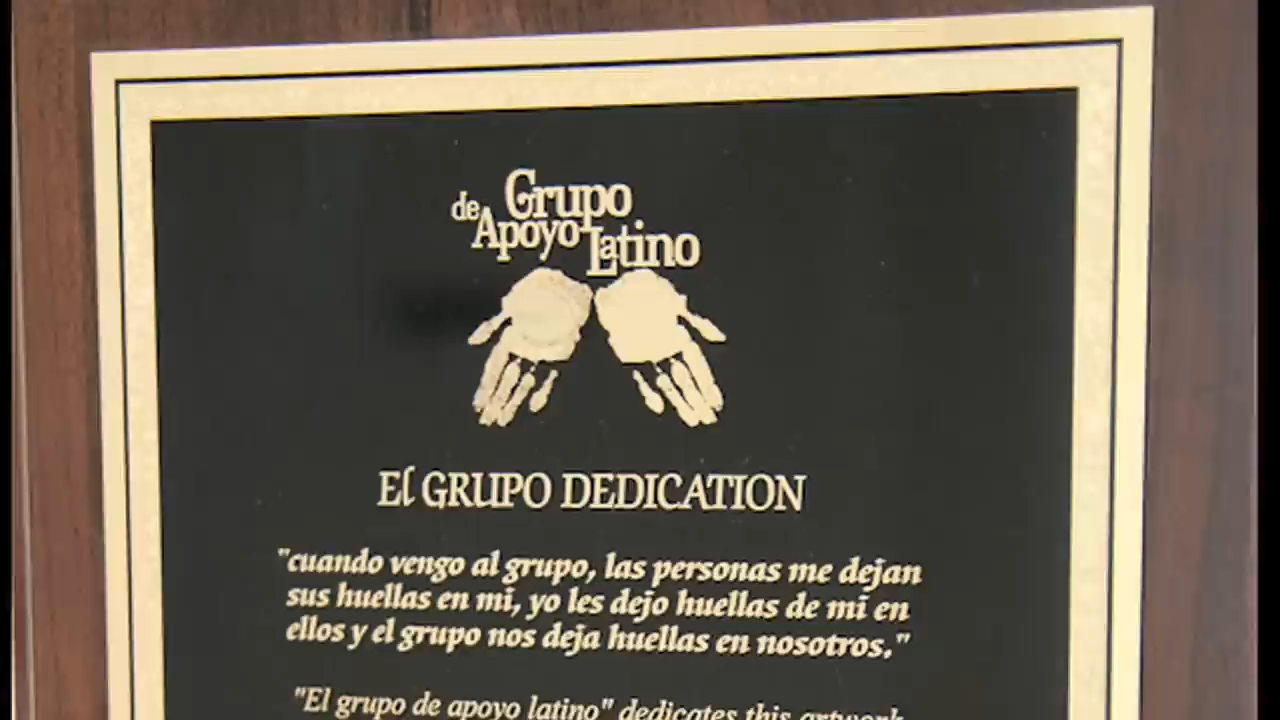 Grupo
de Apoyo Latino
El GRUPO DEDICATION
"cuando vengo al grupo, las personas me dejan
sus huellas en mi, yo les dejo huellas de mi en
ellos y el grupo nos deja huellas en nosotros."
"El grupo de apoyo latino" dedicates this artwork